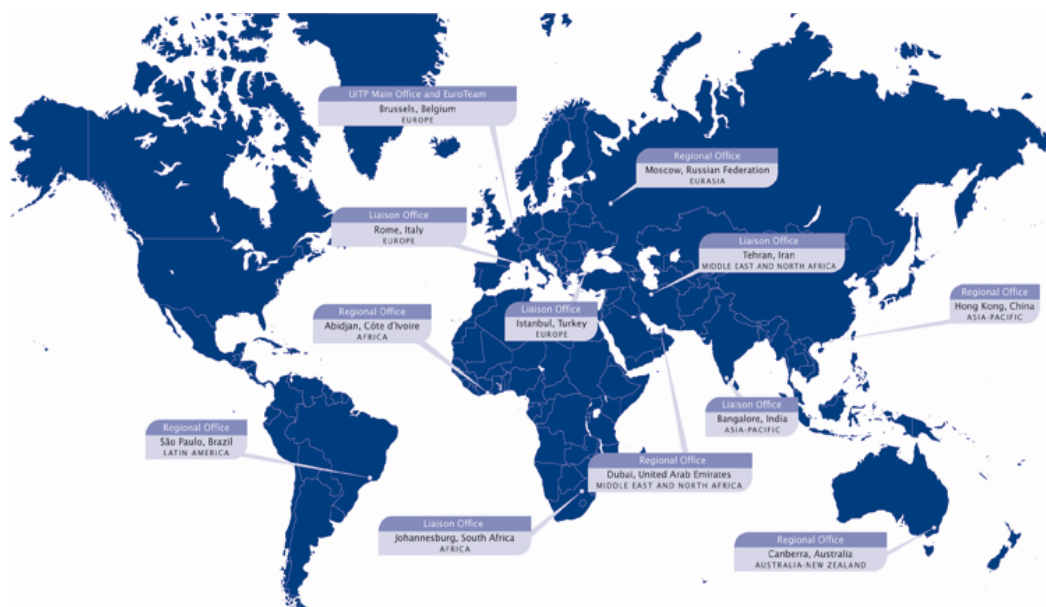 UITP Main Office and EuroTeam
Brussels, Belgium
EUROPE
Regional Office
Moscow, Russian Federation
EURASIA
Liaison Office
Rome, Italy
EUROPE
Liaison Office
Tehran, Iran
MIDDLE EAST AND NORTH AFRICA
Regional Office
Hong Kong, China
ASIA-PACIFIC
Regional Office
Abidjan, Côte d'Ivoire
AFRICA
Liaison Office
Istanbul, Turkey
EUROPE
Liaison Office
Bangalore, India
ASIA-PACIFIC
Regional Office
São Paulo, Brazil
LATIN AMERICA
Regional Office
Dubai, United Arab Emirates
MIDDLE EAST AND NORTH AFRICA
Liaison Office
Johannesburg, South Africa
AFRICA
Regional Office
Canberra, Australia
AUSTRALIA-NEW ZEALAND